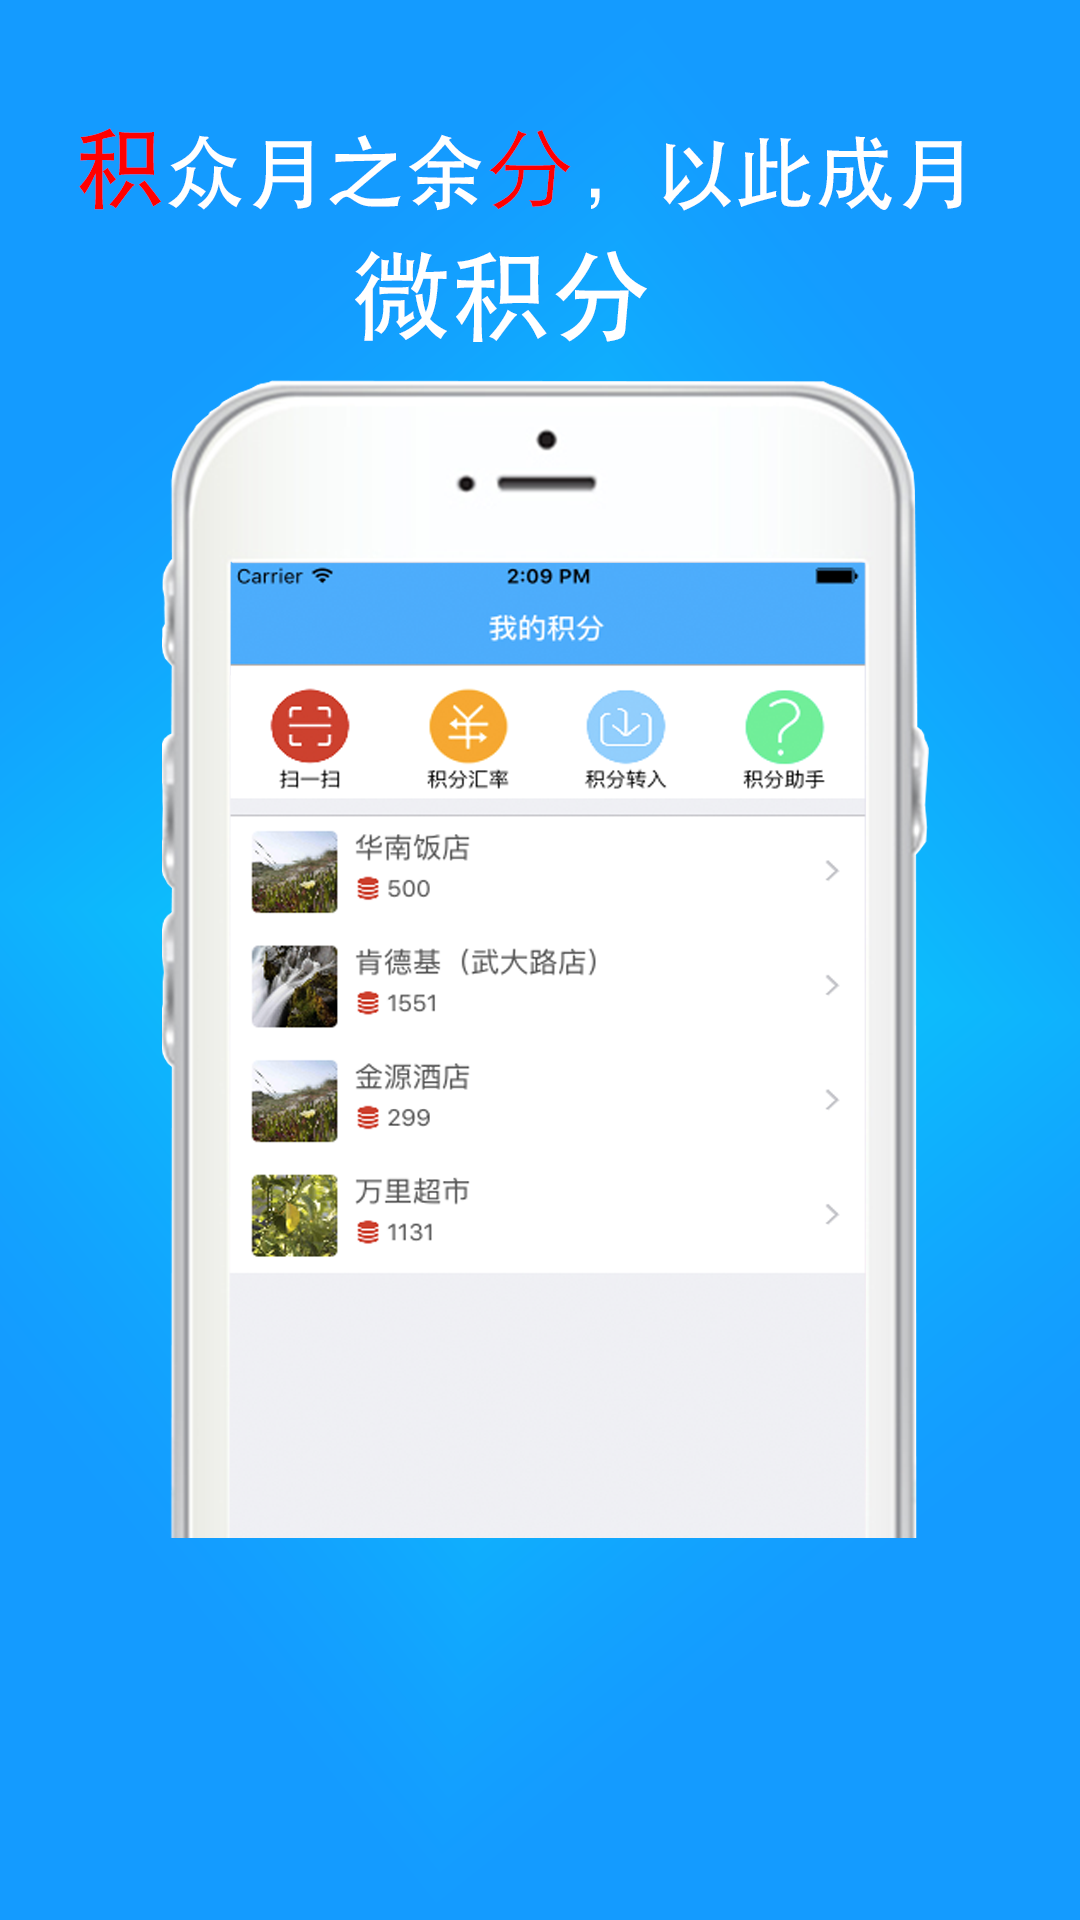 积众月之余分，以此成月
微积分
Carrier 2:09 PM
我的积分
扫一扫 积分汇率 积分转入 积分助手
华南饭店
500
肯德基（武大路店）
1551
金源酒店
299
万里超市
1131